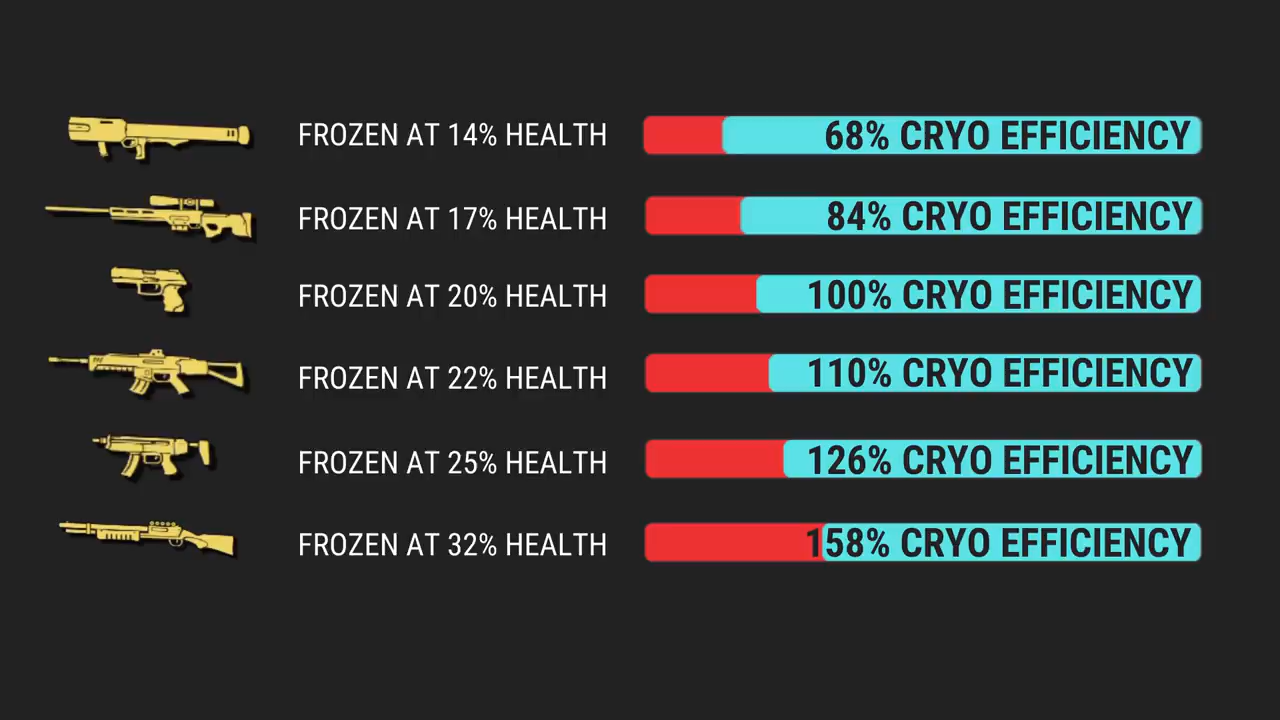 FROZEN AT 14% HEALTH 68% CRYO EFFICIENCY
FROZEN AT 17% HEALTH 84% CRYO EFFICIENCY
FROZEN AT 20% HEALTH 100% CRYO EFFICIENCY
FROZEN AT 22% HEALTH 110% CRYO EFFICIENCY
FROZEN AT 25% HEALTH 126% CRYO EFFICIENCY
FROZEN AT 32% HEALTH 158% CRYO EFFICIENCY